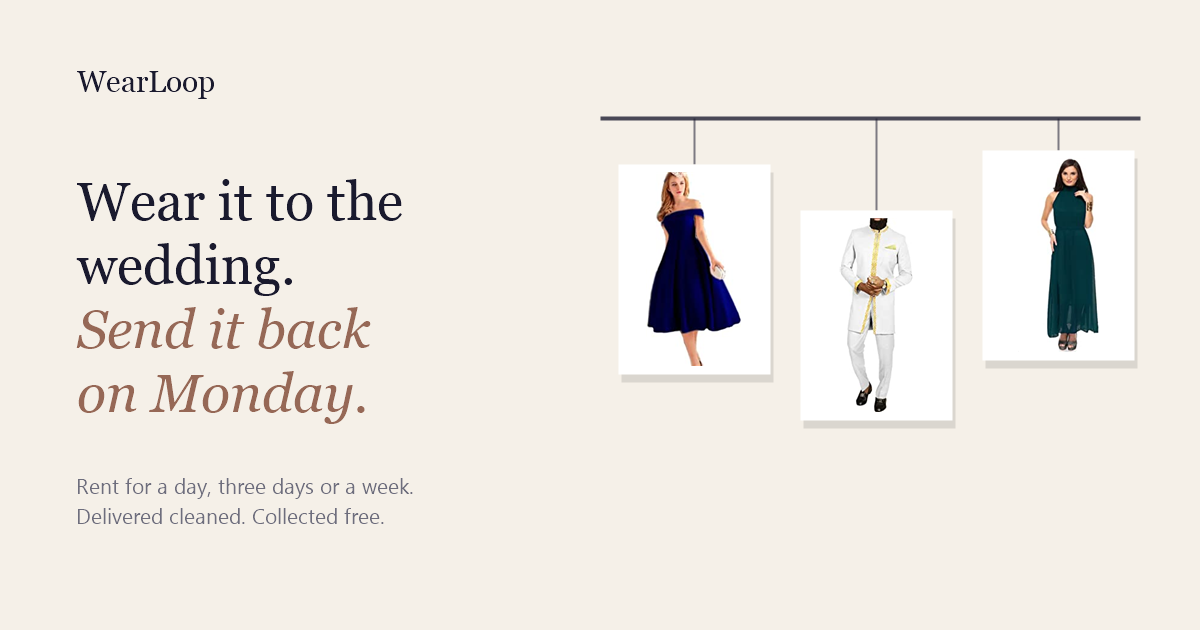 WearLoop
Wear it to the
wedding.
Send it back
on Monday.
Rent for a day, three days or a week.
Delivered cleaned. Collected free.